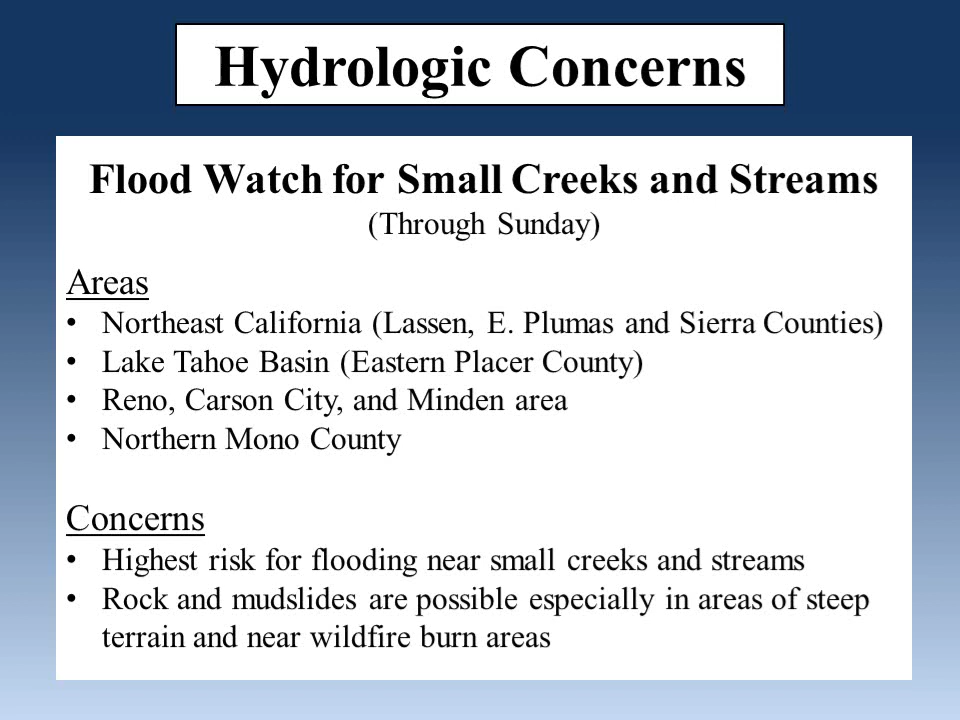 Hydrologic Concerns
Flood Watch for Small Creeks and Streams
(Through Sunday)
Areas
• Northeast California (Lassen, E. Plumas and Sierra Counties)
• Lake Tahoe Basin (Eastern Placer County)
• Reno, Carson City, and Minden area
• Northern Mono County
Concerns
• Highest risk for flooding near small creeks and streams
• Rock and mudslides are possible especially in areas of steep
terrain and near wildfire burn areas